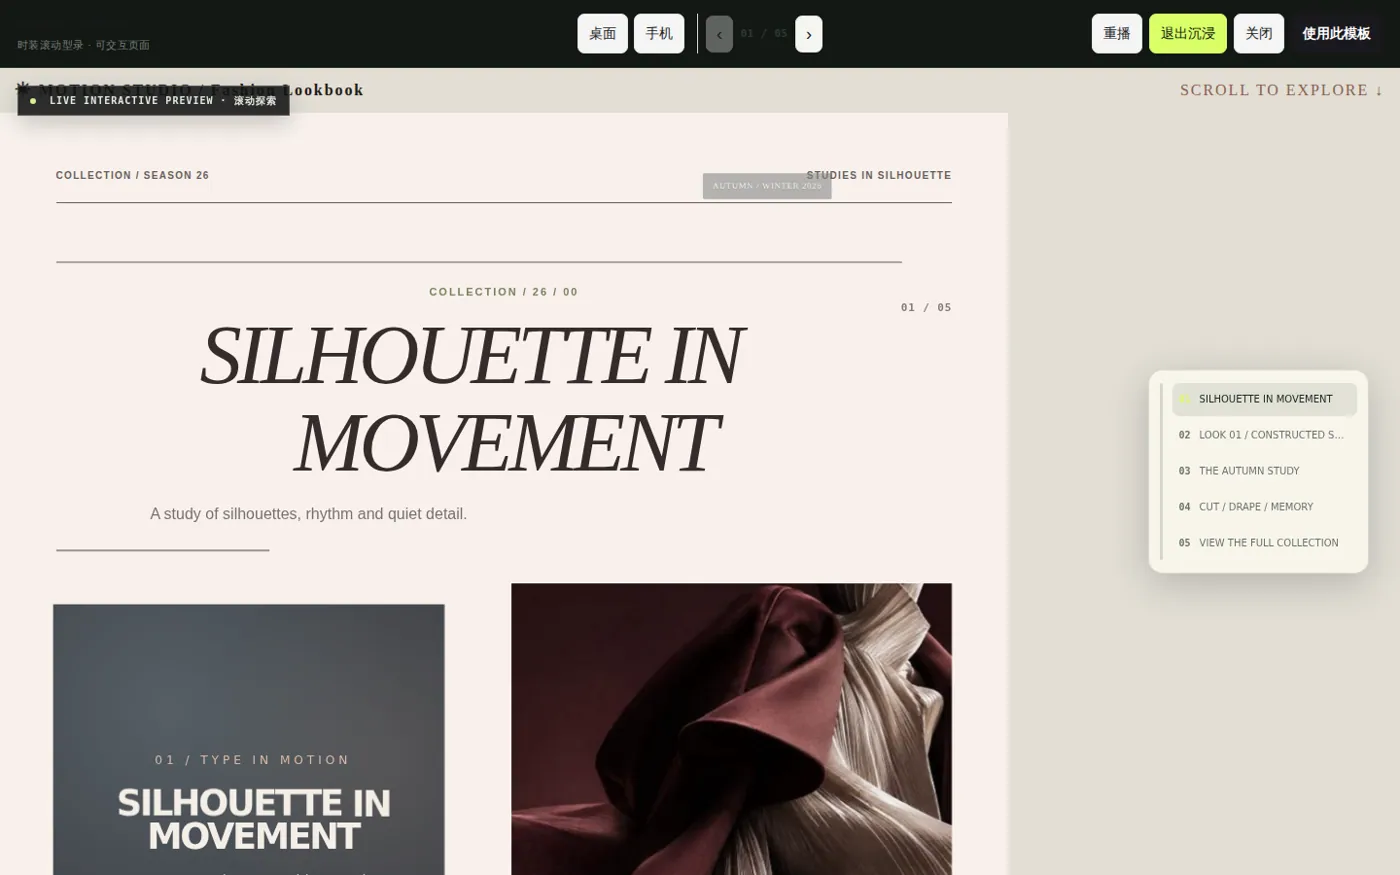 时装滚动型录 · 可交互页面
桌面
手机
‹
01 / 05
›
重播
退出沉浸
关闭
使用此模板
☀ MOTION STUDIO / Fashion Lookbook
SCROLL TO EXPLORE ↓
LIVE INTERACTIVE PREVIEW · 滚动探索
COLLECTION / SEASON 26
STUDIES IN SILHOUETTE
AUTUMN / WINTER 2026
COLLECTION / 26 / 00
01 / 05
SILHOUETTE IN
MOVEMENT
A study of silhouettes, rhythm and quiet detail.
SILHOUETTE IN MOVEMENT
02 LOOK 01 / CONSTRUCTED S…
03 THE AUTUMN STUDY
04 CUT / DRAPE / MEMORY
05 VIEW THE FULL COLLECTION
01 / TYPE IN MOTION
SILHOUETTE IN
MOVEMENT